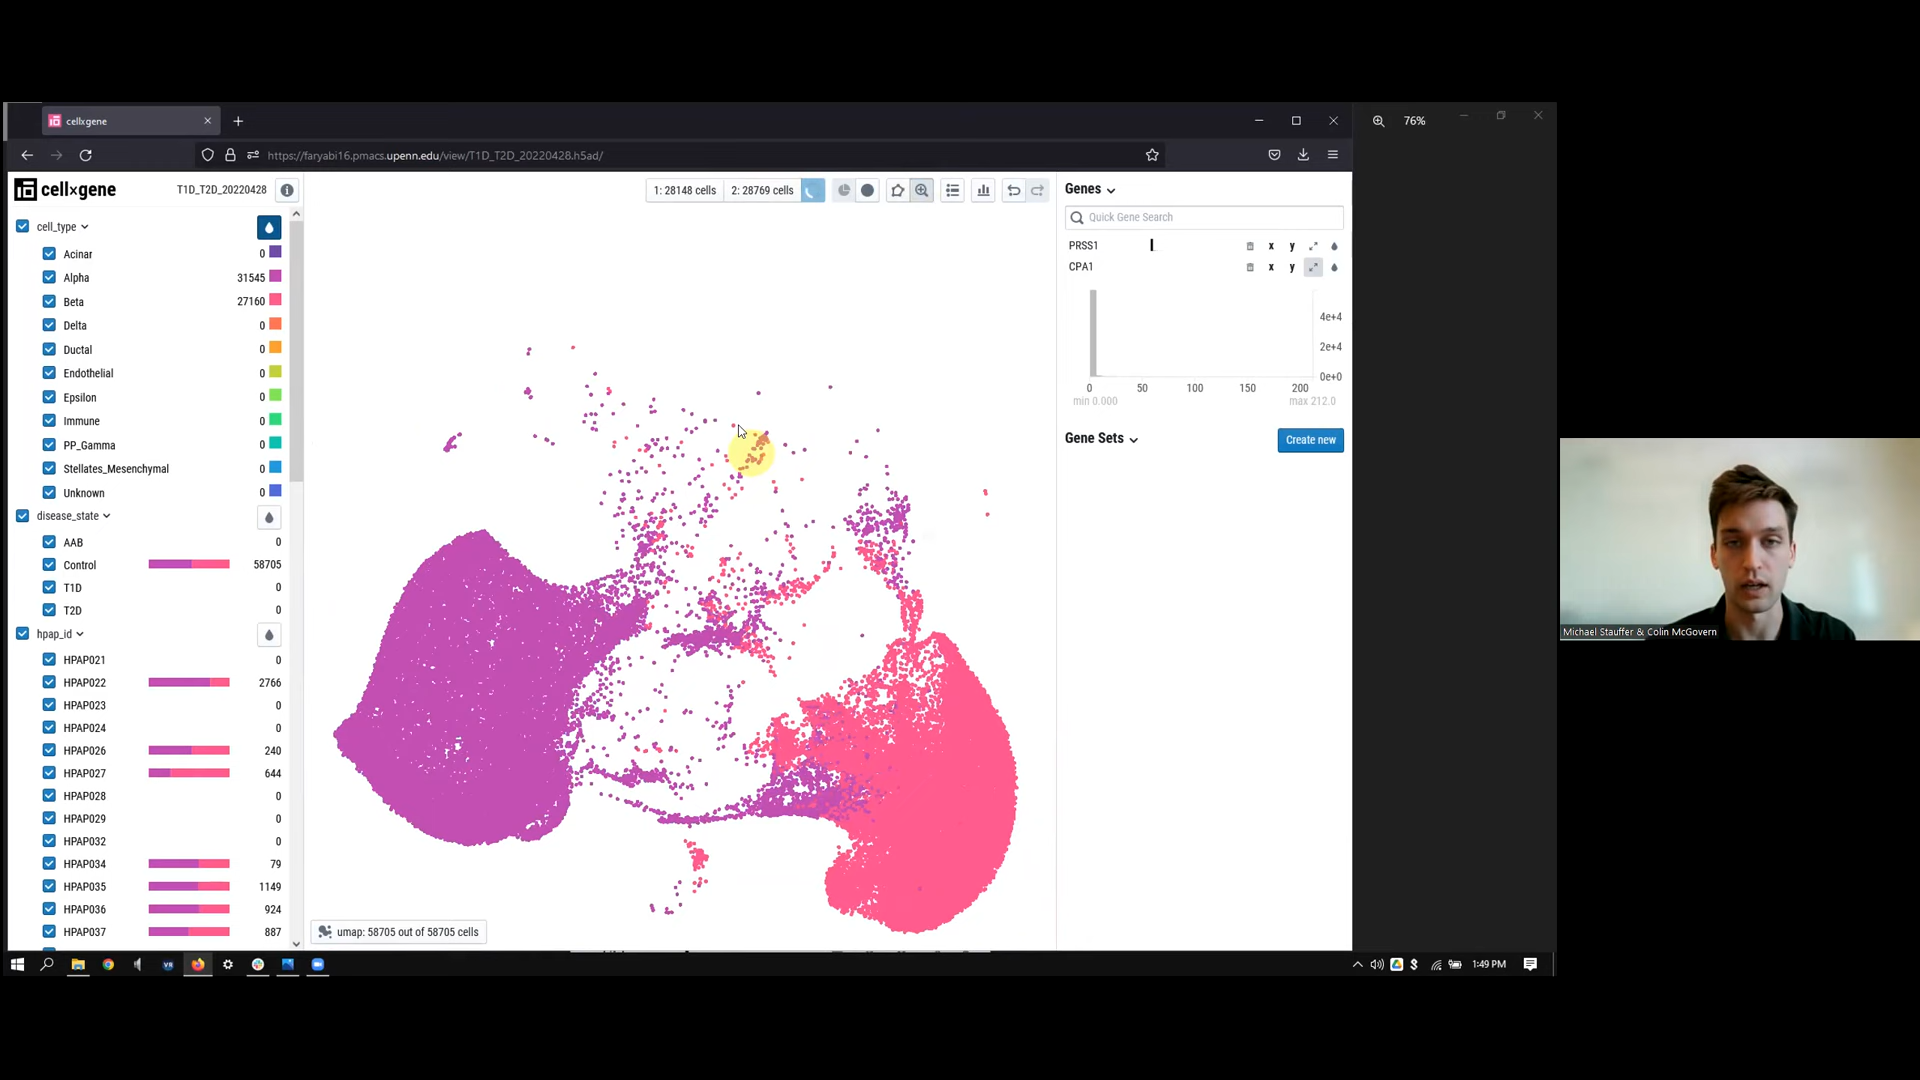 cellxgene
76%
https://faryabi16.pmacs.upenn.edu/view/T1D_T2D_20220428.h5ad/
cellxgene
T1D_T2D_20220428
1: 28148 cells
2: 28769 cells
cell_type
Acinar 0
Alpha 31545
Beta 27160
Delta 0
Ductal 0
Endothelial 0
Epsilon 0
Immune 0
PP_Gamma 0
Stellates_Mesenchymal 0
Unknown 0
disease_state
AAB 0
Control 58705
T1D 0
T2D 0
hpap_id
HPAP021 0
HPAP022 2766
HPAP023 0
HPAP024 0
HPAP026 240
HPAP027 644
HPAP028 0
HPAP029 0
HPAP032 0
HPAP034 79
HPAP035 1149
HPAP036 924
HPAP037 887
umap: 58705 out of 58705 cells
Genes
Quick Gene Search
PRSS1 x y
CPA1 x y
4e+4
2e+4
0e+0
0 50 100 150 200
min 0.000 max 212.0
Gene Sets
Create new
Michael Stauffer & Colin McGovern
1:49 PM